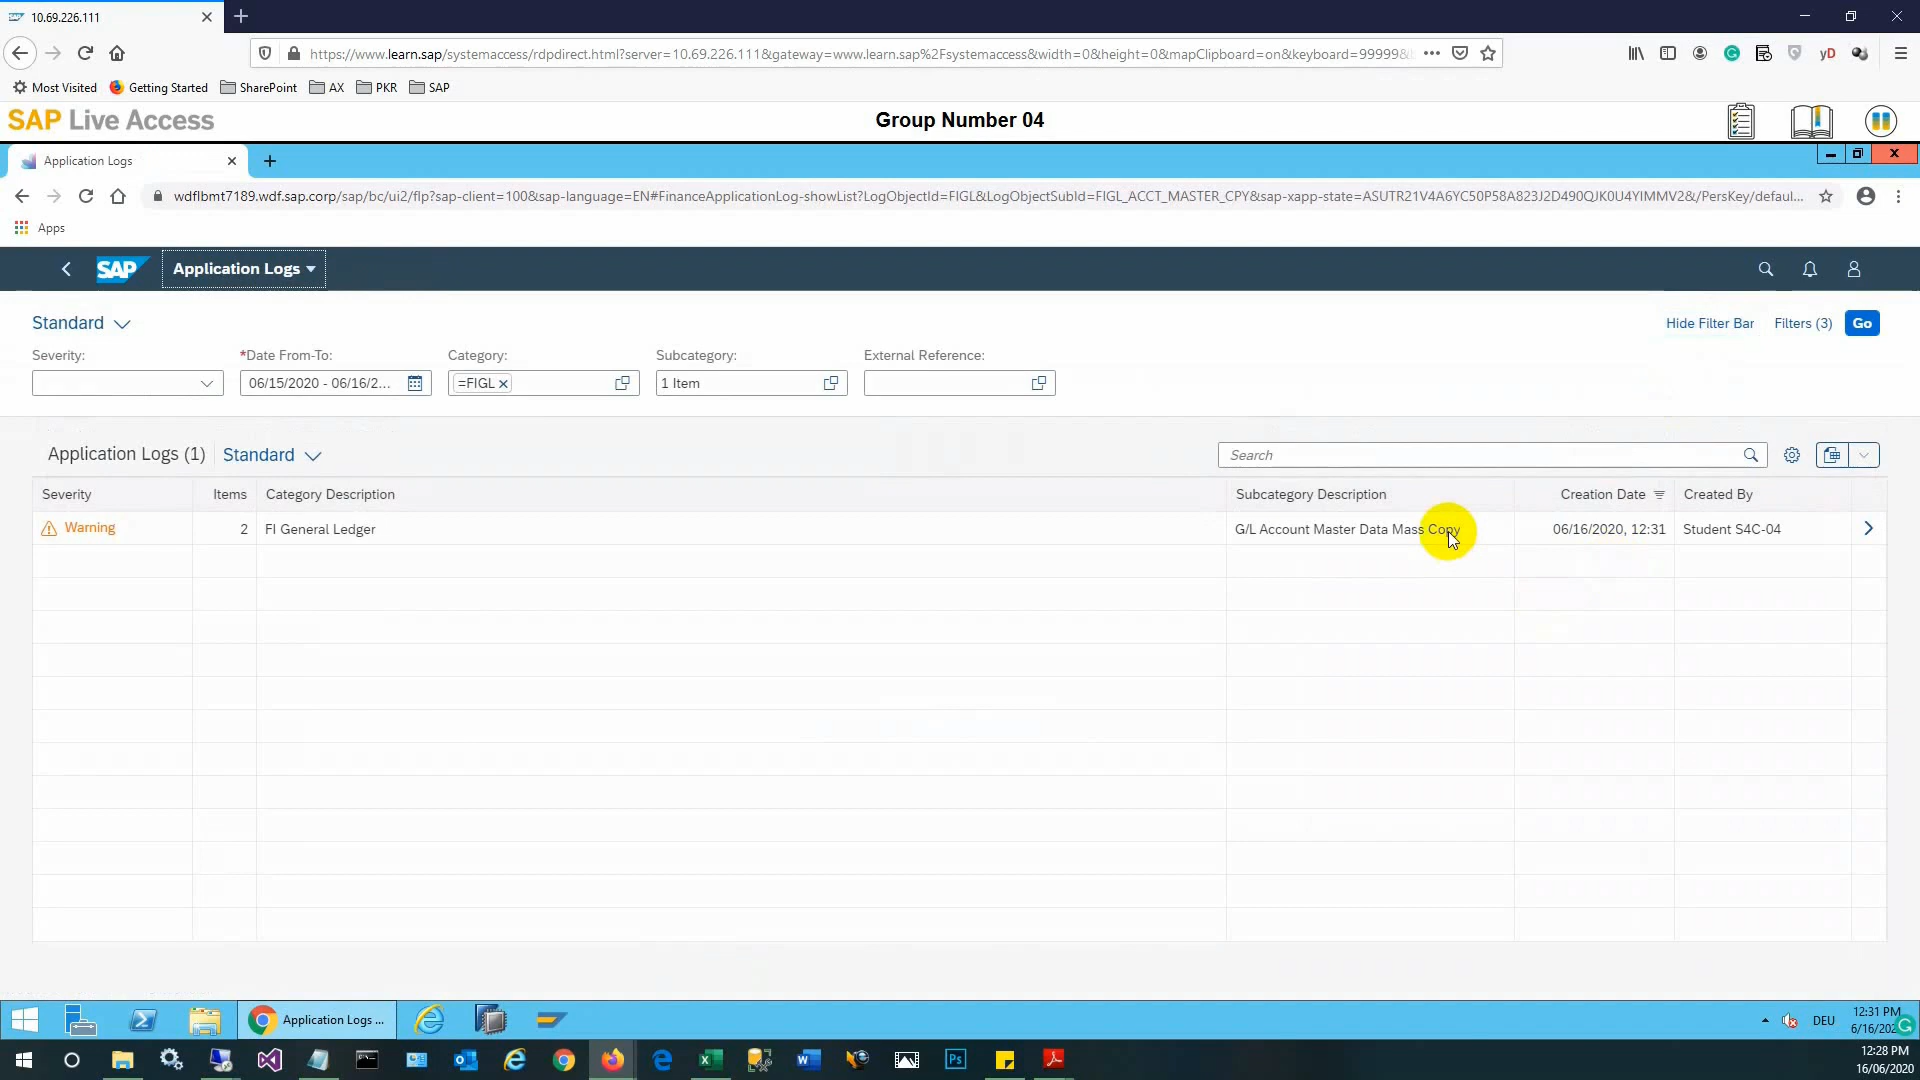 10.69.226.111
https://www.learn.sap/systemaccess/rdpdirect.html?server=10.69.226.111&gateway=www.learn.sap%2Fsystemaccess&width=0&height=0&mapClipboard=on&keyboard=99999&l
yD
Most Visited Getting Started SharePoint AX PKR SAP
SAP Live Access
Group Number 04
Application Logs
wdflbmt7189.wdf.sap.corp/sap/bc/ui2/flp?sap-client=100&sap-language=EN#FinanceApplicationLog-showList?LogObjectId=FIGL&LogObjectSubId=FIGL_ACCT_MASTER_CPY&sap-xapp-state=ASUTR21V4A6YC50P58A823J2D490QJK0U4YIMMV2&/PersKey/defaul...
Apps
SAP Application Logs
Standard
Hide Filter Bar Filters (3) Go
Severity: *Date From-To: Category: Subcategory: External Reference:
06/15/2020 - 06/16/2... =FIGL 1 Item
Application Logs (1) Standard Search
Severity Items Category Description Subcategory Description Creation Date Created By
Warning 2 FI General Ledger G/L Account Master Data Mass Copy 06/16/2020, 12:31 Student S4C-04
Application Logs ...
DEU
12:31 PM
6/16/202
Ps
12:28 PM
16/06/2020